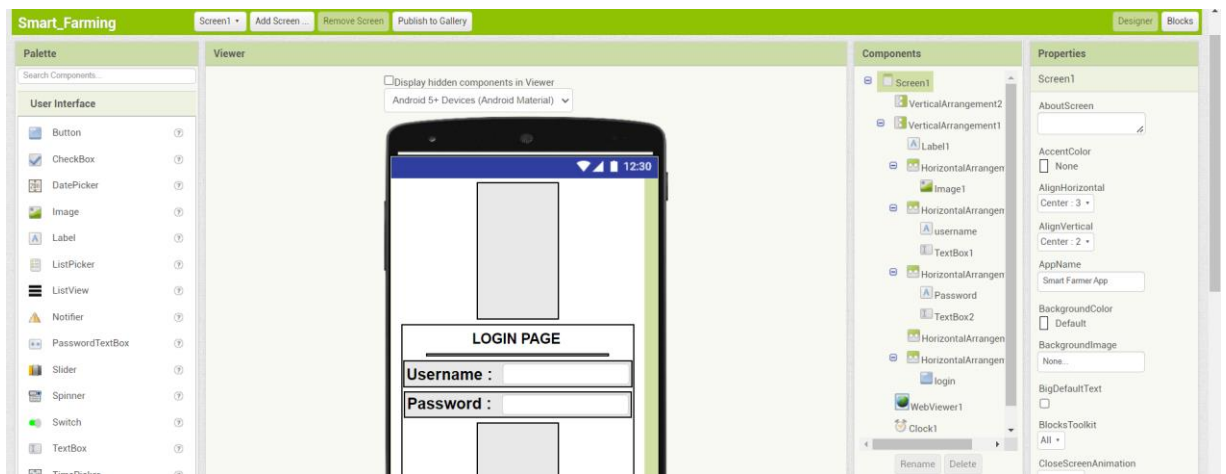 Smart_Farming
Screen1
Add Screen ...
Remove Screen
Publish to Gallery
Designer
Blocks
Palette
Search Components...
User Interface
Button
CheckBox
DatePicker
Image
Label
ListPicker
ListView
Notifier
PasswordTextBox
Slider
Spinner
Switch
TextBox
TimePicker
Viewer
Display hidden components in Viewer
Android 5+ Devices (Android Material)
12:30
LOGIN PAGE
Username :
Password :
Components
Screen1
VerticalArrangement2
VerticalArrangement1
Label1
HorizontalArrangen
Image1
HorizontalArrangen
username
TextBox1
HorizontalArrangen
Password
TextBox2
HorizontalArrangen
HorizontalArrangen
login
WebViewer1
Clock1
Rename
Delete
Properties
Screen1
AboutScreen
AccentColor
None
AlignHorizontal
Center : 3
AlignVertical
Center : 2
AppName
Smart Farmer App
BackgroundColor
Default
BackgroundImage
None...
BigDefaultText
BlocksToolkit
All
CloseScreenAnimation